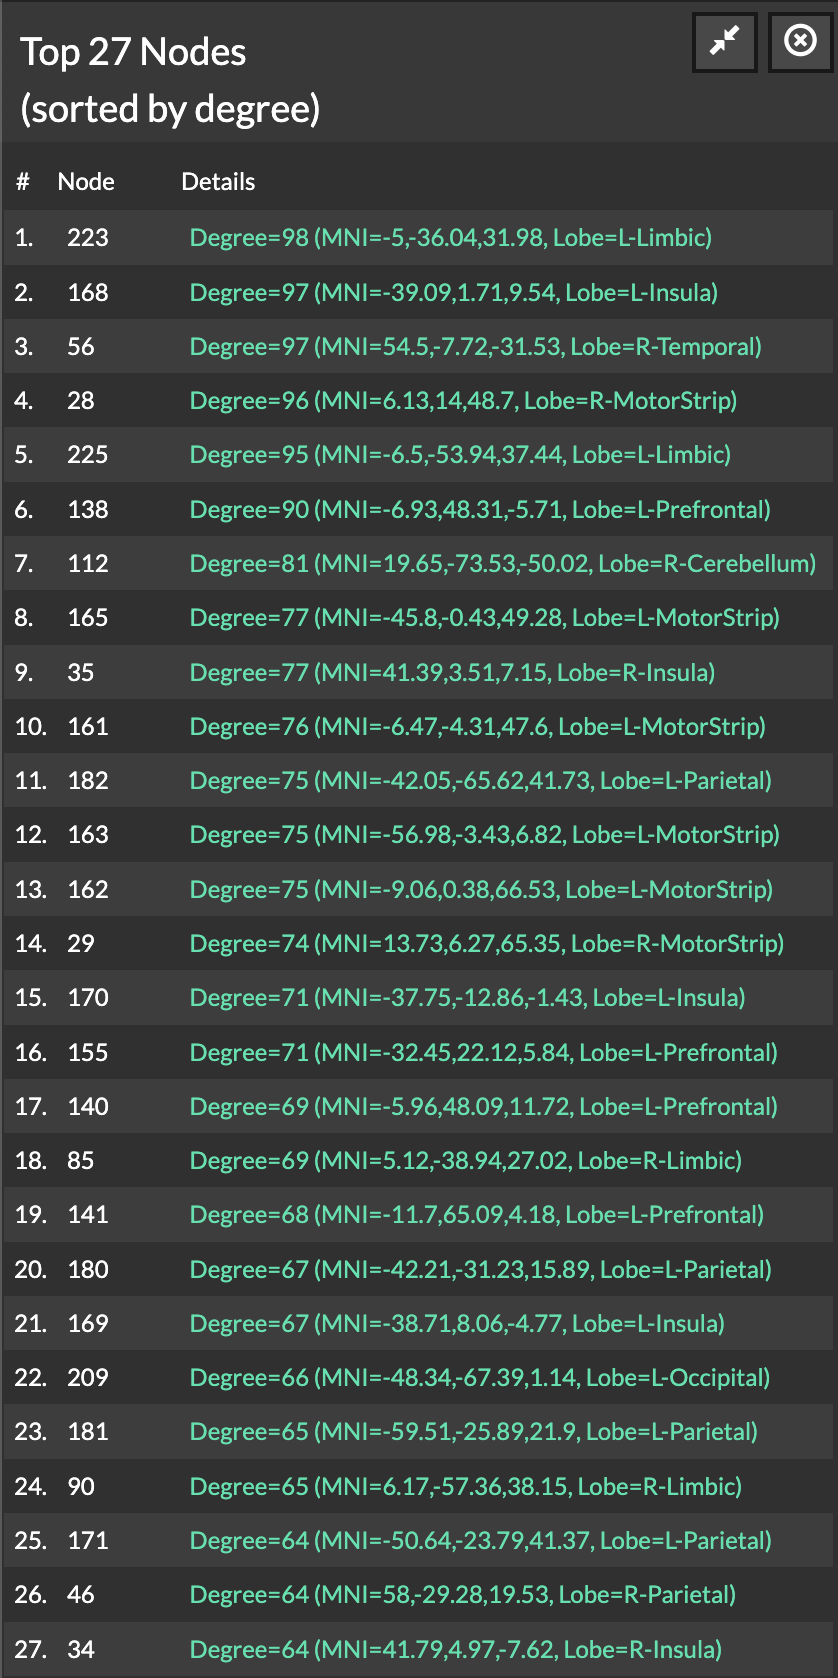 Top 27 Nodes
(sorted by degree)
# Node Details
1. 223 Degree=98 (MNI=-5,-36.04,31.98, Lobe=L-Limbic)
2. 168 Degree=97 (MNI=-39.09,1.71,9.54, Lobe=L-Insula)
3. 56 Degree=97 (MNI=54.5,-7.72,-31.53, Lobe=R-Temporal)
4. 28 Degree=96 (MNI=6.13,14,48.7, Lobe=R-MotorStrip)
5. 225 Degree=95 (MNI=-6.5,-53.94,37.44, Lobe=L-Limbic)
6. 138 Degree=90 (MNI=-6.93,48.31,-5.71, Lobe=L-Prefrontal)
7. 112 Degree=81 (MNI=19.65,-73.53,-50.02, Lobe=R-Cerebellum)
8. 165 Degree=77 (MNI=-45.8,-0.43,49.28, Lobe=L-MotorStrip)
9. 35 Degree=77 (MNI=41.39,3.51,7.15, Lobe=R-Insula)
10. 161 Degree=76 (MNI=-6.47,-4.31,47.6, Lobe=L-MotorStrip)
11. 182 Degree=75 (MNI=-42.05,-65.62,41.73, Lobe=L-Parietal)
12. 163 Degree=75 (MNI=-56.98,-3.43,6.82, Lobe=L-MotorStrip)
13. 162 Degree=75 (MNI=-9.06,0.38,66.53, Lobe=L-MotorStrip)
14. 29 Degree=74 (MNI=13.73,6.27,65.35, Lobe=R-MotorStrip)
15. 170 Degree=71 (MNI=-37.75,-12.86,-1.43, Lobe=L-Insula)
16. 155 Degree=71 (MNI=-32.45,22.12,5.84, Lobe=L-Prefrontal)
17. 140 Degree=69 (MNI=-5.96,48.09,11.72, Lobe=L-Prefrontal)
18. 85 Degree=69 (MNI=5.12,-38.94,27.02, Lobe=R-Limbic)
19. 141 Degree=68 (MNI=-11.7,65.09,4.18, Lobe=L-Prefrontal)
20. 180 Degree=67 (MNI=-42.21,-31.23,15.89, Lobe=L-Parietal)
21. 169 Degree=67 (MNI=-38.71,8.06,-4.77, Lobe=L-Insula)
22. 209 Degree=66 (MNI=-48.34,-67.39,1.14, Lobe=L-Occipital)
23. 181 Degree=65 (MNI=-59.51,-25.89,21.9, Lobe=L-Parietal)
24. 90 Degree=65 (MNI=6.17,-57.36,38.15, Lobe=R-Limbic)
25. 171 Degree=64 (MNI=-50.64,-23.79,41.37, Lobe=L-Parietal)
26. 46 Degree=64 (MNI=58,-29.28,19.53, Lobe=R-Parietal)
27. 34 Degree=64 (MNI=41.79,4.97,-7.62, Lobe=R-Insula)